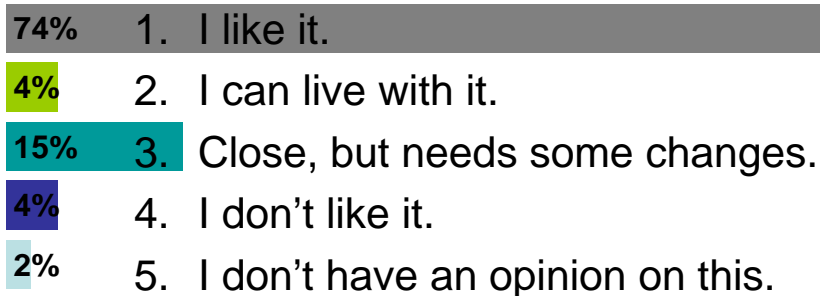 74% 1. I like it.
4% 2. I can live with it.
15% 3. Close, but needs some changes.
4% 4. I don’t like it.
2% 5. I don’t have an opinion on this.